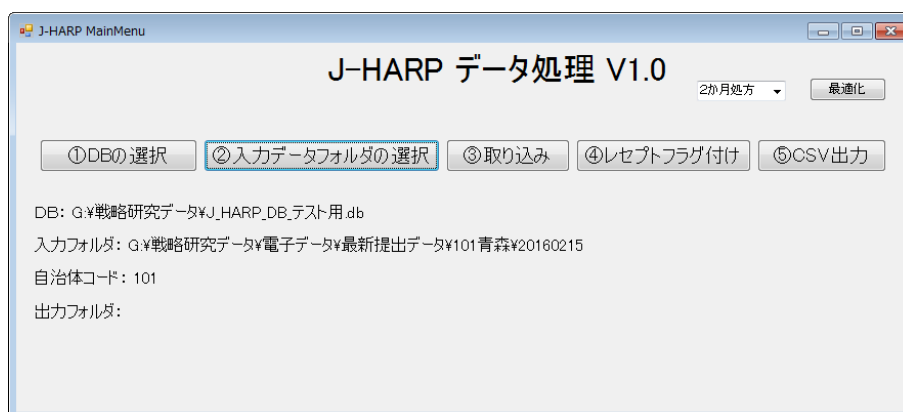 J-HARP MainMenu
J-HARP データ処理 V1.0
2か月処方 最適化
①DBの選択 ②入力データフォルダの選択 ③取り込み ④レセプトフラグ付け ⑤CSV出力
DB: G:¥戦略研究データ¥J_HARP_DB_テスト用.db
入力フォルダ: G:¥戦略研究データ¥電子データ¥最新提出データ¥101青森¥20160215
自治体コード: 101
出力フォルダ: